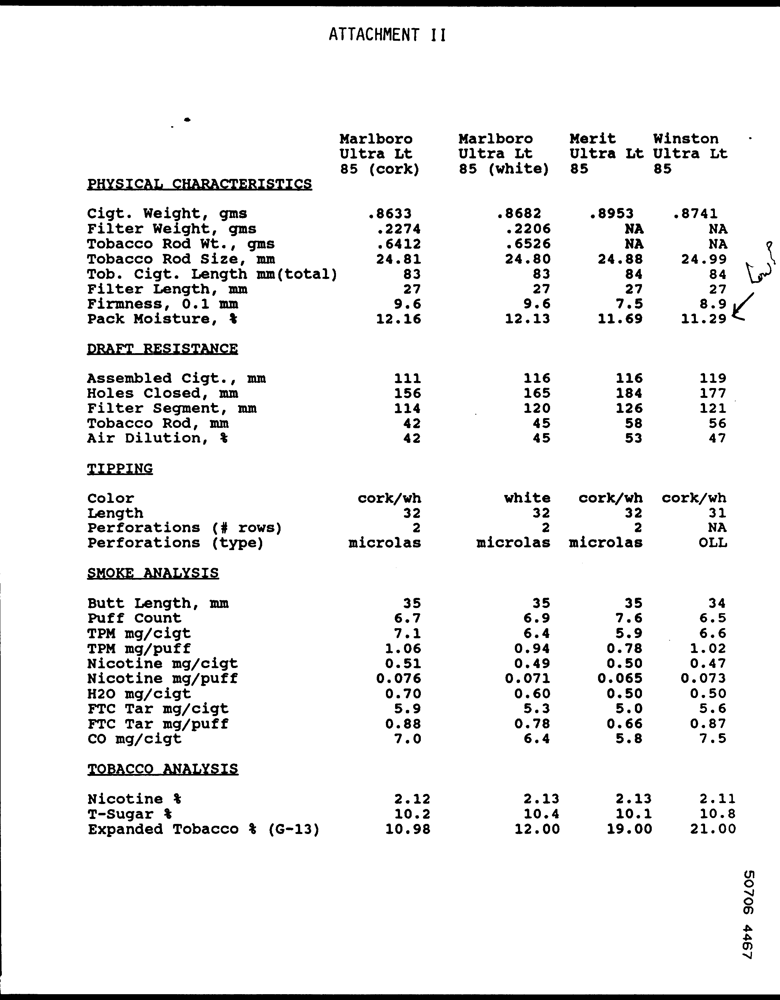 ATTACHMENT II
Marlboro Marlboro Merit Winston
Ultra Lt Ultra Lt Ultra Lt Ultra Lt
85 (cork) 85 (white) 85 85
PHYSICAL CHARACTERISTICS
Cigt. Weight, gms .8633 .8682 .8953 .8741
Filter Weight, gms .2274 .2206 NA NA
Tobacco Rod Wt., gms .6412 .6526 NA NA
Tobacco Rod Size, mm 24.81 24.80 24.88 24.99
Tob. Cigt. Length mm(total) 83 83 84 84
Low?
Filter Length, mm 27 27 27 27
Firmness, 0.1 mm 9.6 9.6 7.5 8.9
Pack Moisture, % 12.16 12.13 11.69 11.29
DRAFT RESISTANCE
Assembled Cigt., mm 111 116 116 119
Holes Closed, mm 156 165 184 177
Filter Segment, mm 114 120 126 121
Tobacco Rod, mm 42 45 58 56
Air Dilution, % 42 45 53 47
TIPPING
Color cork/wh white cork/wh cork/wh
Length 32 32 32 31
Perforations (# rows) 2 2 2 NA
Perforations (type) microlas microlas microlas OLL
SMOKE ANALYSIS
Butt Length, mm 35 35 35 34
Puff Count 6.7 6.9 7.6 6.5
TPM mg/cigt 7.1 6.4 5.9 6.6
TPM mg/puff 1.06 0.94 0.78 1.02
Nicotine mg/cigt 0.51 0.49 0.50 0.47
Nicotine mg/puff 0.076 0.071 0.065 0.073
H2O mg/cigt 0.70 0.60 0.50 0.50
FTC Tar mg/cigt 5.9 5.3 5.0 5.6
FTC Tar mg/puff 0.88 0.78 0.66 0.87
CO mg/cigt 7.0 6.4 5.8 7.5
TOBACCO ANALYSIS
Nicotine % 2.12 2.13 2.13 2.11
T-Sugar % 10.2 10.4 10.1 10.8
Expanded Tobacco % (G-13) 10.98 12.00 19.00 21.00
50706 4467